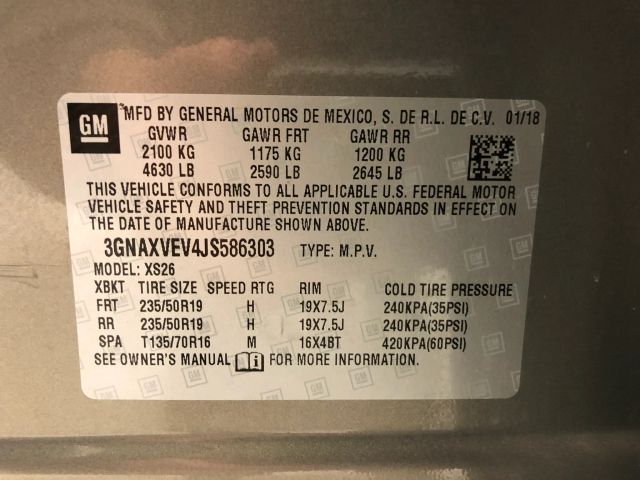 GM
MFD BY GENERAL MOTORS DE MEXICO, S. DE R.L. DE C.V. 01/18
GVWR GAWR FRT GAWR RR
2100 KG 1175 KG 1200 KG
4630 LB 2590 LB 2645 LB
THIS VEHICLE CONFORMS TO ALL APPLICABLE U.S. FEDERAL MOTOR
VEHICLE SAFETY AND THEFT PREVENTION STANDARDS IN EFFECT ON
THE DATE OF MANUFACTURE SHOWN ABOVE.
3GNAXVEV4JS586303 TYPE: M.P.V.
MODEL: XS26
XBKT TIRE SIZE SPEED RTG RIM COLD TIRE PRESSURE
FRT 235/50R19 H 19X7.5J 240KPA(35PSI)
RR 235/50R19 H 19X7.5J 240KPA(35PSI)
SPA T135/70R16 M 16X4BT 420KPA(60PSI)
SEE OWNER'S MANUAL i FOR MORE INFORMATION.